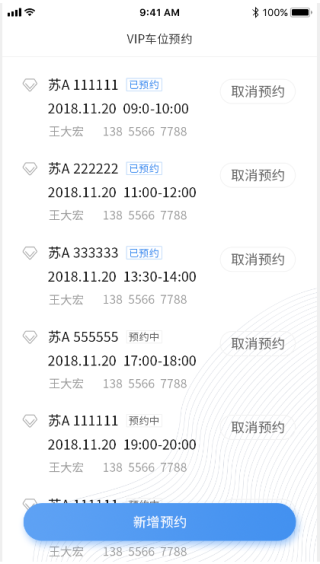 9:41 AM
100%
VIP车位预约
苏A 111111 已预约
取消预约
2018.11.20 09:0-10:00
王大宏 138 5566 7788
苏A 222222 已预约
取消预约
2018.11.20 11:00-12:00
王大宏 138 5566 7788
苏A 333333 已预约
取消预约
2018.11.20 13:30-14:00
王大宏 138 5566 7788
苏A 555555 预约中
取消预约
2018.11.20 17:00-18:00
王大宏 138 5566 7788
苏A 111111 预约中
取消预约
2018.11.20 19:00-20:00
王大宏 138 5566 7788
苏A 111111 预约中
新增预约
王大宏 138 5566 7788